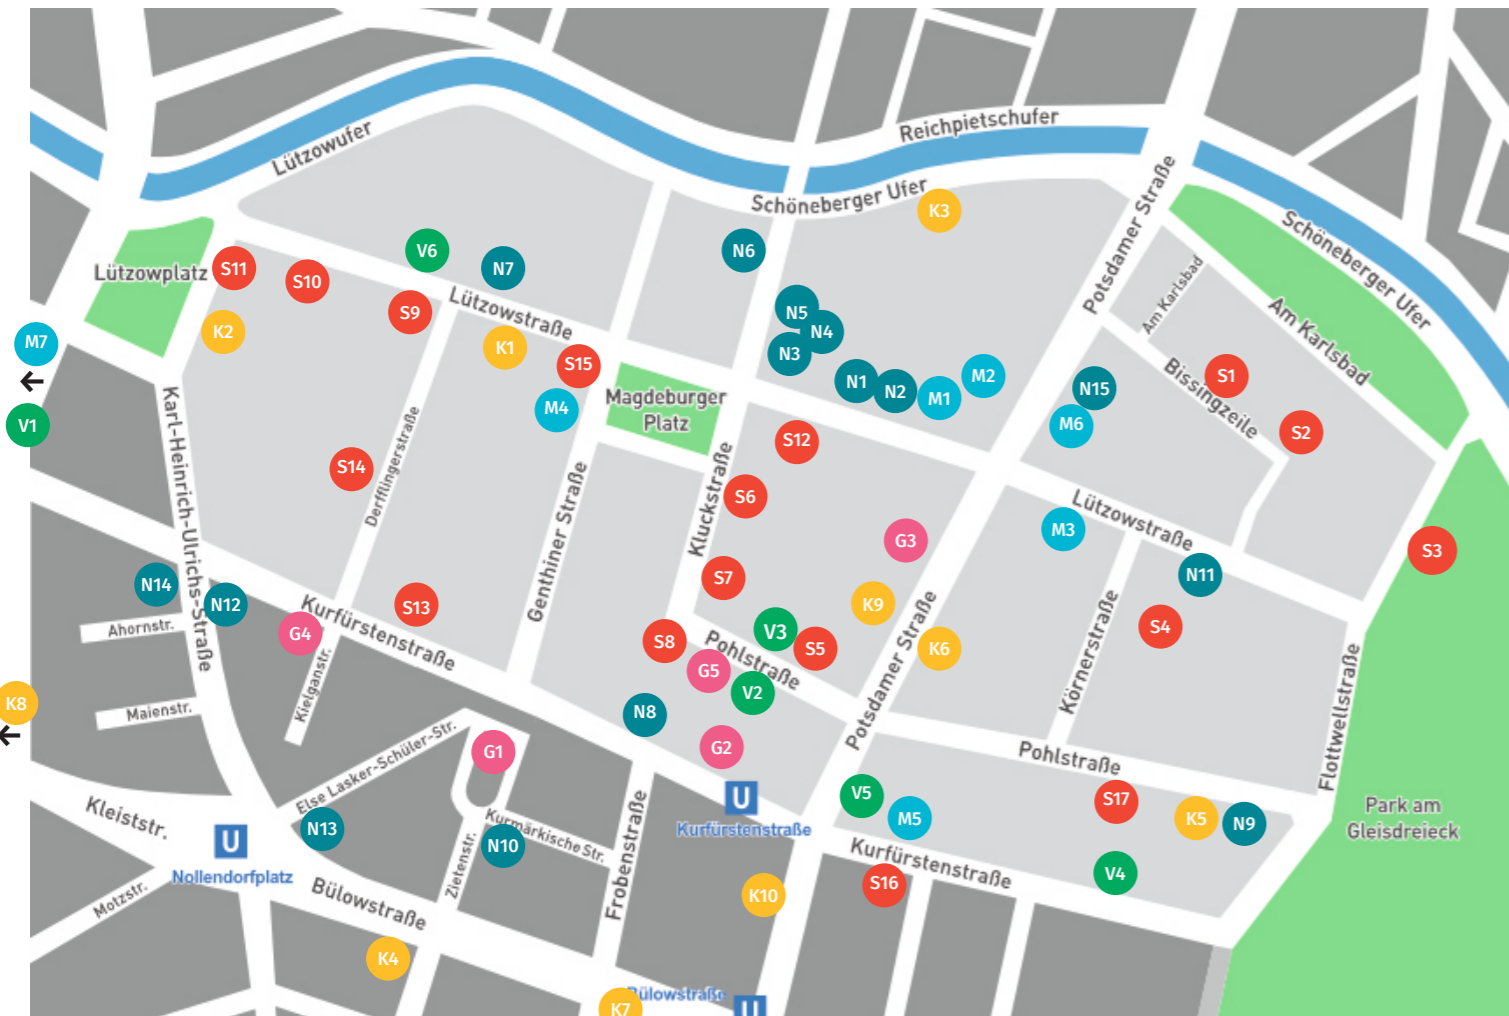 Reichpietschufer
Lützowufer
Schöneberger Ufer
K3
Potsdamer Straße
Schöneberger Ufer
V6
N7
N6
Lützowplatz
S11
S10
S9
Lützowstraße
K2
K1
S15
M4
M7
V1
N5
N4
N3
N1
N2
M1
M2
Am Karlsbad
Am Karlsbad
Bissingzeile
S1
S2
N15
M6
Magdeburger
Platz
S12
S6
Kluckstraße
Karl-Heinrich-Ulrichs-Straße
S14
Derfflingerstraße
Genthiner Straße
G3
M3
Lützowstraße
N11
S3
S7
K9
N14
N12
Ahornstr.
G4
Kurfürstenstraße
S13
Kielganstr.
Maienstr.
K8
S8
Pohlstraße
V3
S5
G5
V2
N8
G2
K6
Potsdamer Straße
Körnerstraße
S4
Flottwellstraße
Pohlstraße
G1
Else Lasker-Schüler-Str.
Kleiststr.
U
Nollendorfplatz
N13
Kurmärkische Str.
N10
Zietenstr.
Frobenstraße
U
Kurfürstenstraße
V5
M5
S17
K5
N9
Park am
Gleisdreieck
Kurfürstenstraße
S16
V4
K10
Motzstr.
Bülowstraße
K4
K7
Bülowstraße
U